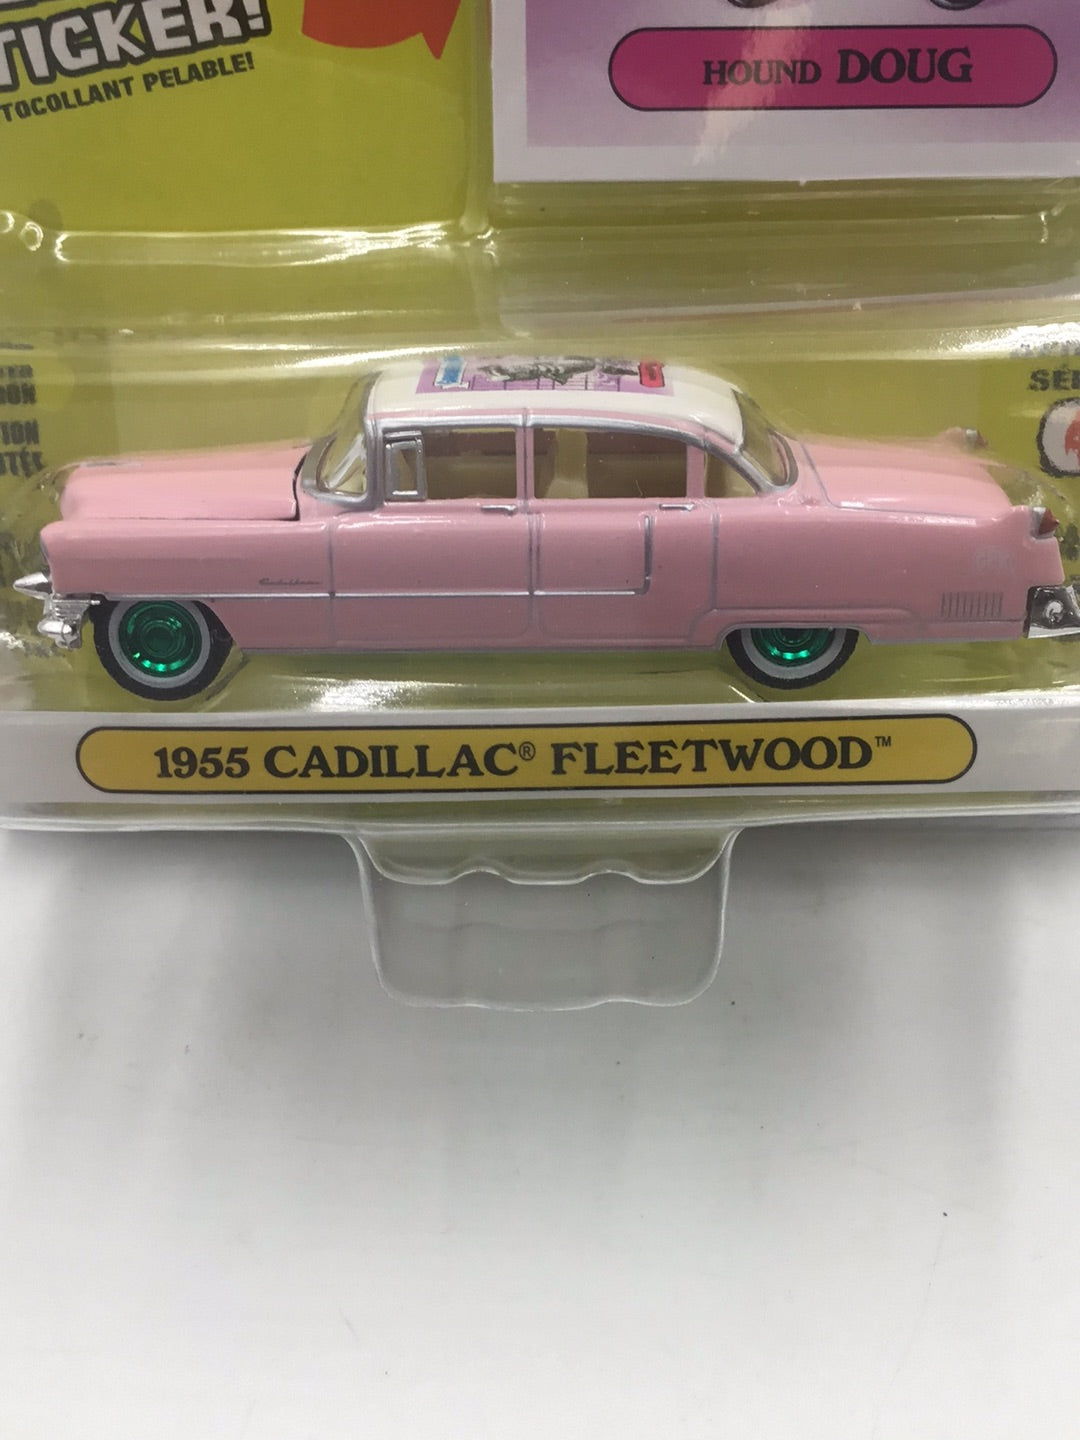 TICKER!
TOCOLLANT PELABLE!
HOUND DOUG
1955 CADILLAC® FLEETWOOD™